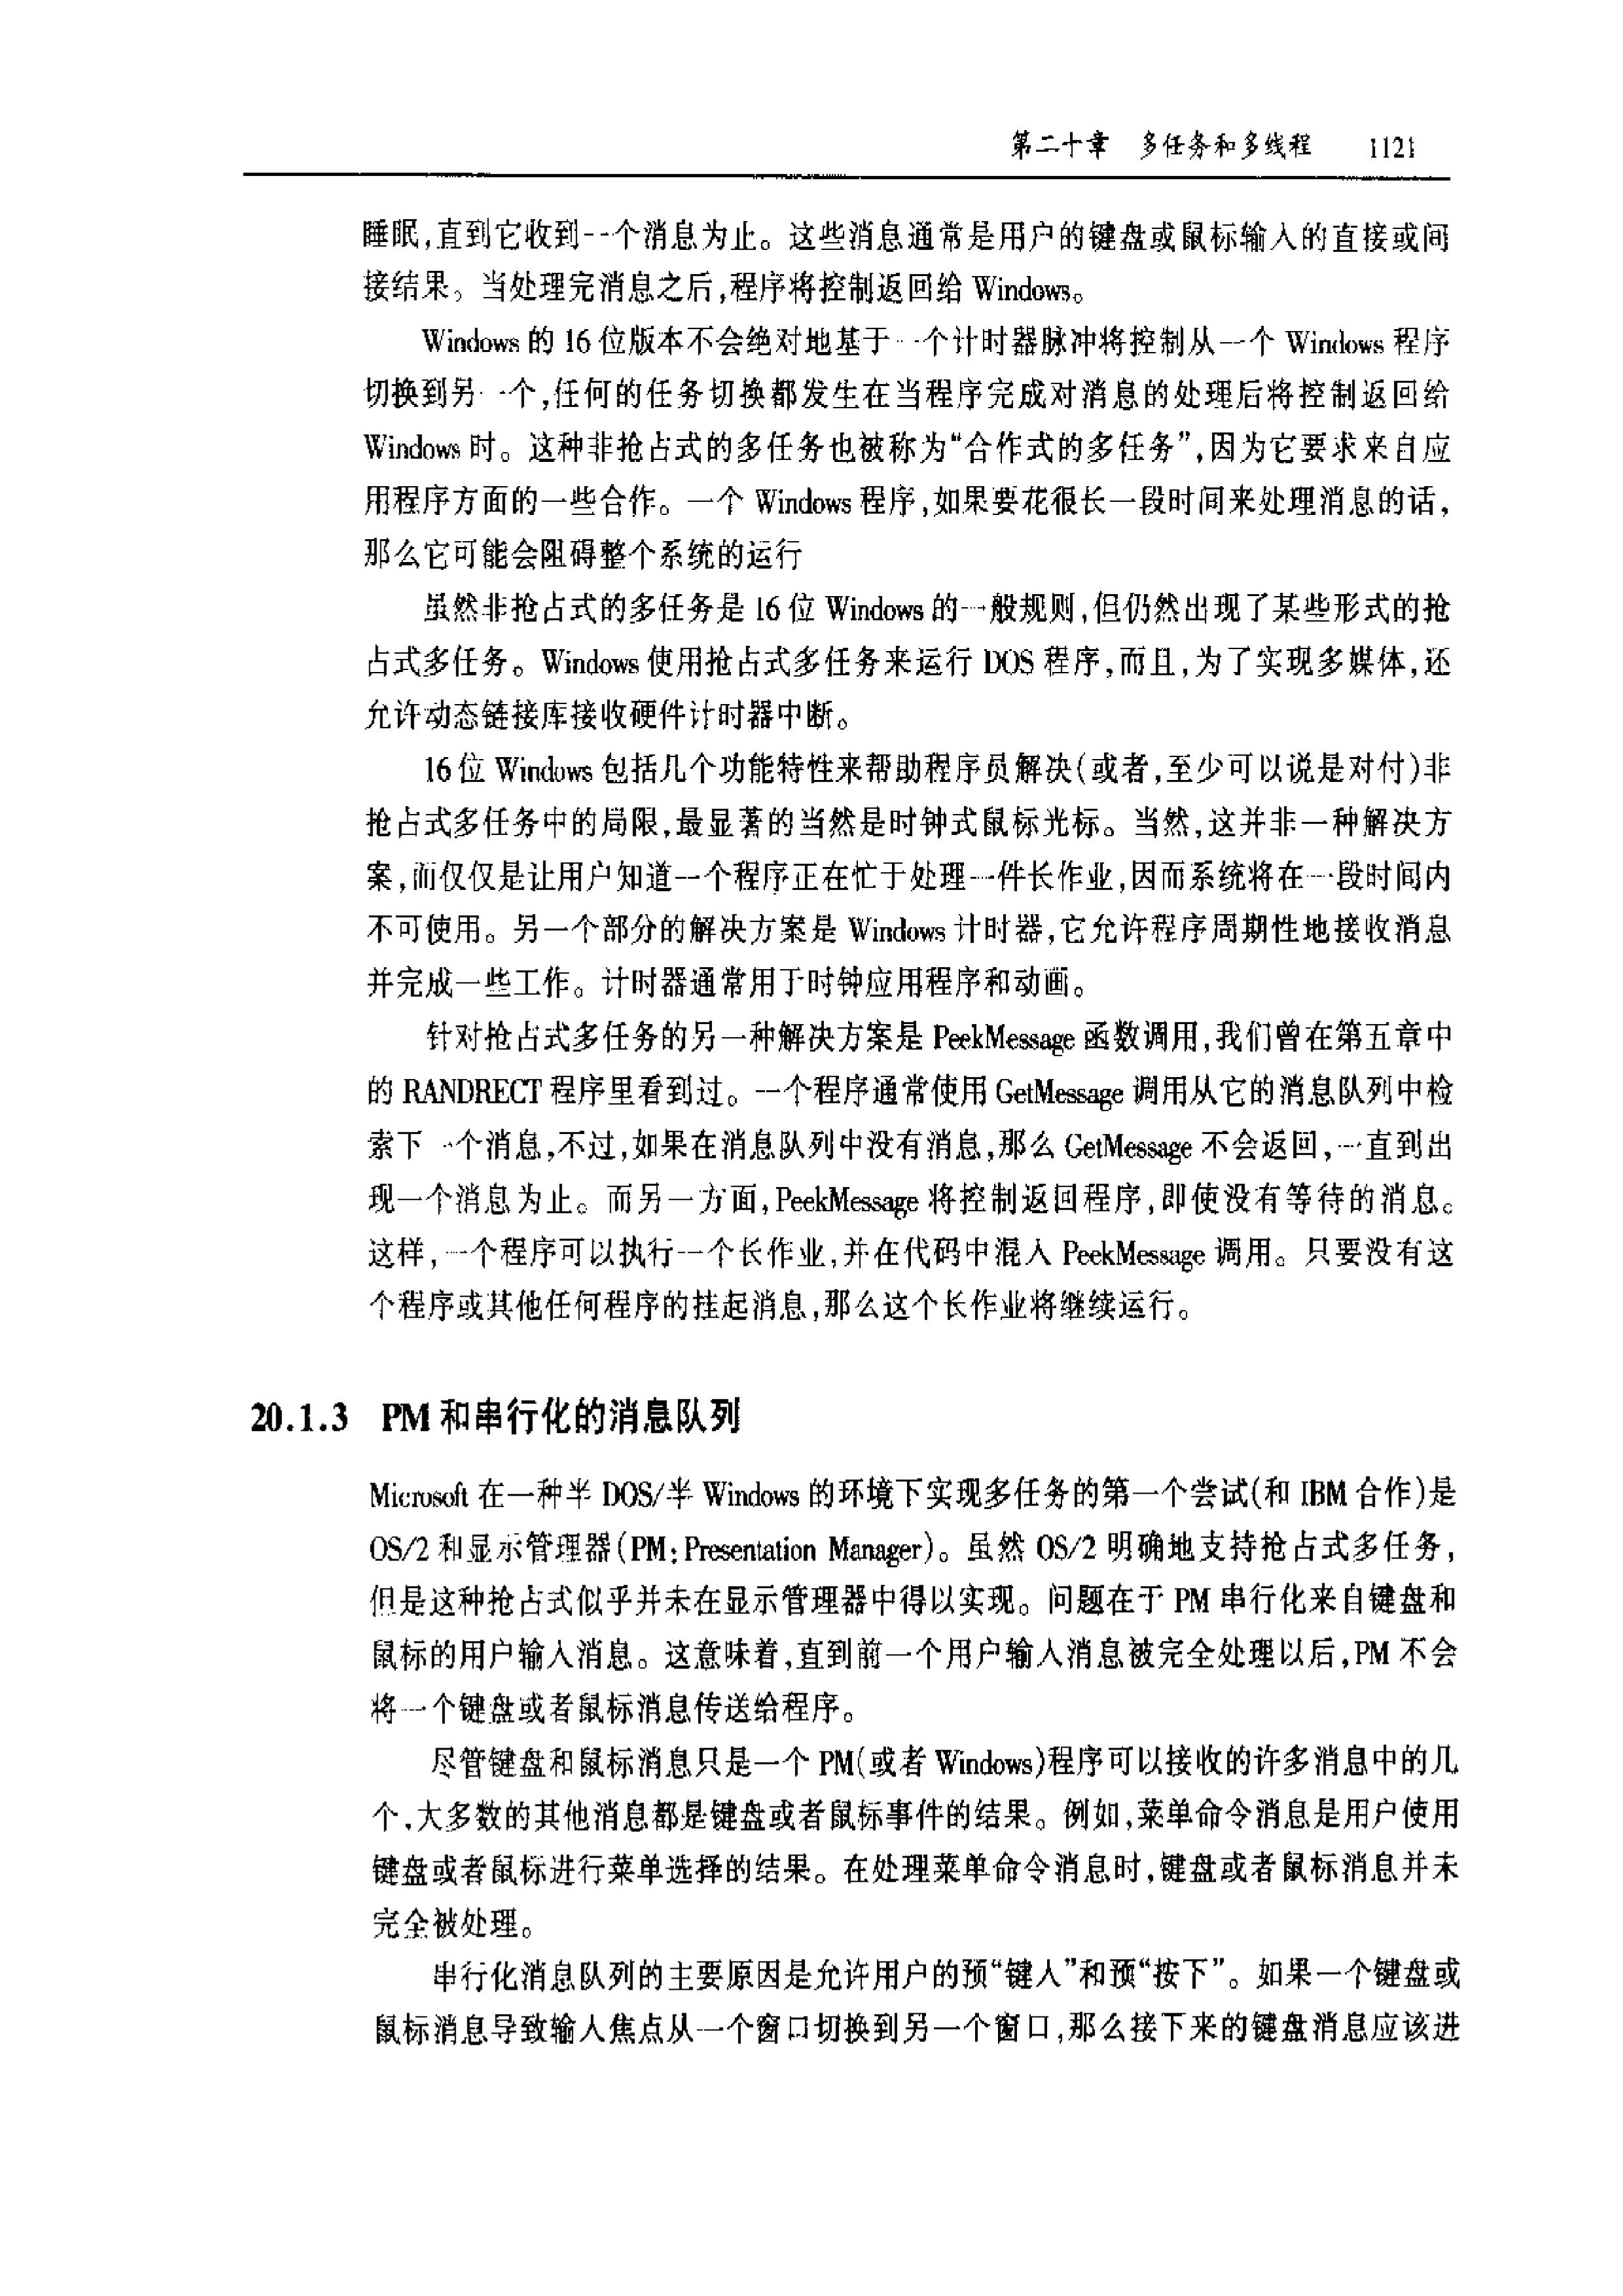 第二十章　多任务和多线程　1121
睡眠,直到它收到一个消息为止。这些消息通常是用户的键盘或鼠标输入的直接或间
接结果。当处理完消息之后,程序将控制返回给 Windows。
Windows 的 16 位版本不会绝对地基于一个计时器脉冲将控制从一个 Windows 程序
切换到另一个,任何的任务切换都发生在当程序完成对消息的处理后将控制返回给
Windows 时。这种非抢占式的多任务也被称为“合作式的多任务”,因为它要求来自应
用程序方面的一些合作。一个 Windows 程序,如果要花很长一段时间来处理消息的话,
那么它可能会阻碍整个系统的运行
虽然非抢占式的多任务是 16 位 Windows 的一般规则,但仍然出现了某些形式的抢
占式多任务。Windows 使用抢占式多任务来运行 DOS 程序,而且,为了实现多媒体,还
允许动态链接库接收硬件计时器中断。
16 位 Windows 包括几个功能特性来帮助程序员解决(或者,至少可以说是对付)非
抢占式多任务中的局限,最显著的当然是时钟式鼠标光标。当然,这并非一种解决方
案,而仅仅是让用户知道一个程序正在忙于处理一件长作业,因而系统将在一段时间内
不可使用。另一个部分的解决方案是 Windows 计时器,它允许程序周期性地接收消息
并完成一些工作。计时器通常用于时钟应用程序和动画。
针对抢占式多任务的另一种解决方案是 PeekMessage 函数调用,我们曾在第五章中
的 RANDRECT 程序里看到过。一个程序通常使用 GetMessage 调用从它的消息队列中检
索下一个消息,不过,如果在消息队列中没有消息,那么 GetMessage 不会返回,一直到出
现一个消息为止。而另一方面,PeekMessage 将控制返回程序,即使没有等待的消息。
这样,一个程序可以执行一个长作业,并在代码中混入 PeekMessage 调用。只要没有这
个程序或其他任何程序的挂起消息,那么这个长作业将继续运行。
20.1.3　PM 和串行化的消息队列
Microsoft 在一种半 DOS/半 Windows 的环境下实现多任务的第一个尝试(和 IBM 合作)是
OS/2 和显示管理器(PM:Presentation Manager)。虽然 OS/2 明确地支持抢占式多任务,
但是这种抢占式似乎并未在显示管理器中得以实现。问题在于 PM 串行化来自键盘和
鼠标的用户输入消息。这意味着,直到前一个用户输入消息被完全处理以后,PM 不会
将一个键盘或者鼠标消息传送给程序。
尽管键盘和鼠标消息只是一个 PM(或者 Windows)程序可以接收的许多消息中的几
个,大多数的其他消息都是键盘或者鼠标事件的结果。例如,菜单命令消息是用户使用
键盘或者鼠标进行菜单选择的结果。在处理菜单命令消息时,键盘或者鼠标消息并未
完全被处理。
串行化消息队列的主要原因是允许用户的预“键入”和预“按下”。如果一个键盘或
鼠标消息导致输入焦点从一个窗口切换到另一个窗口,那么接下来的键盘消息应该进